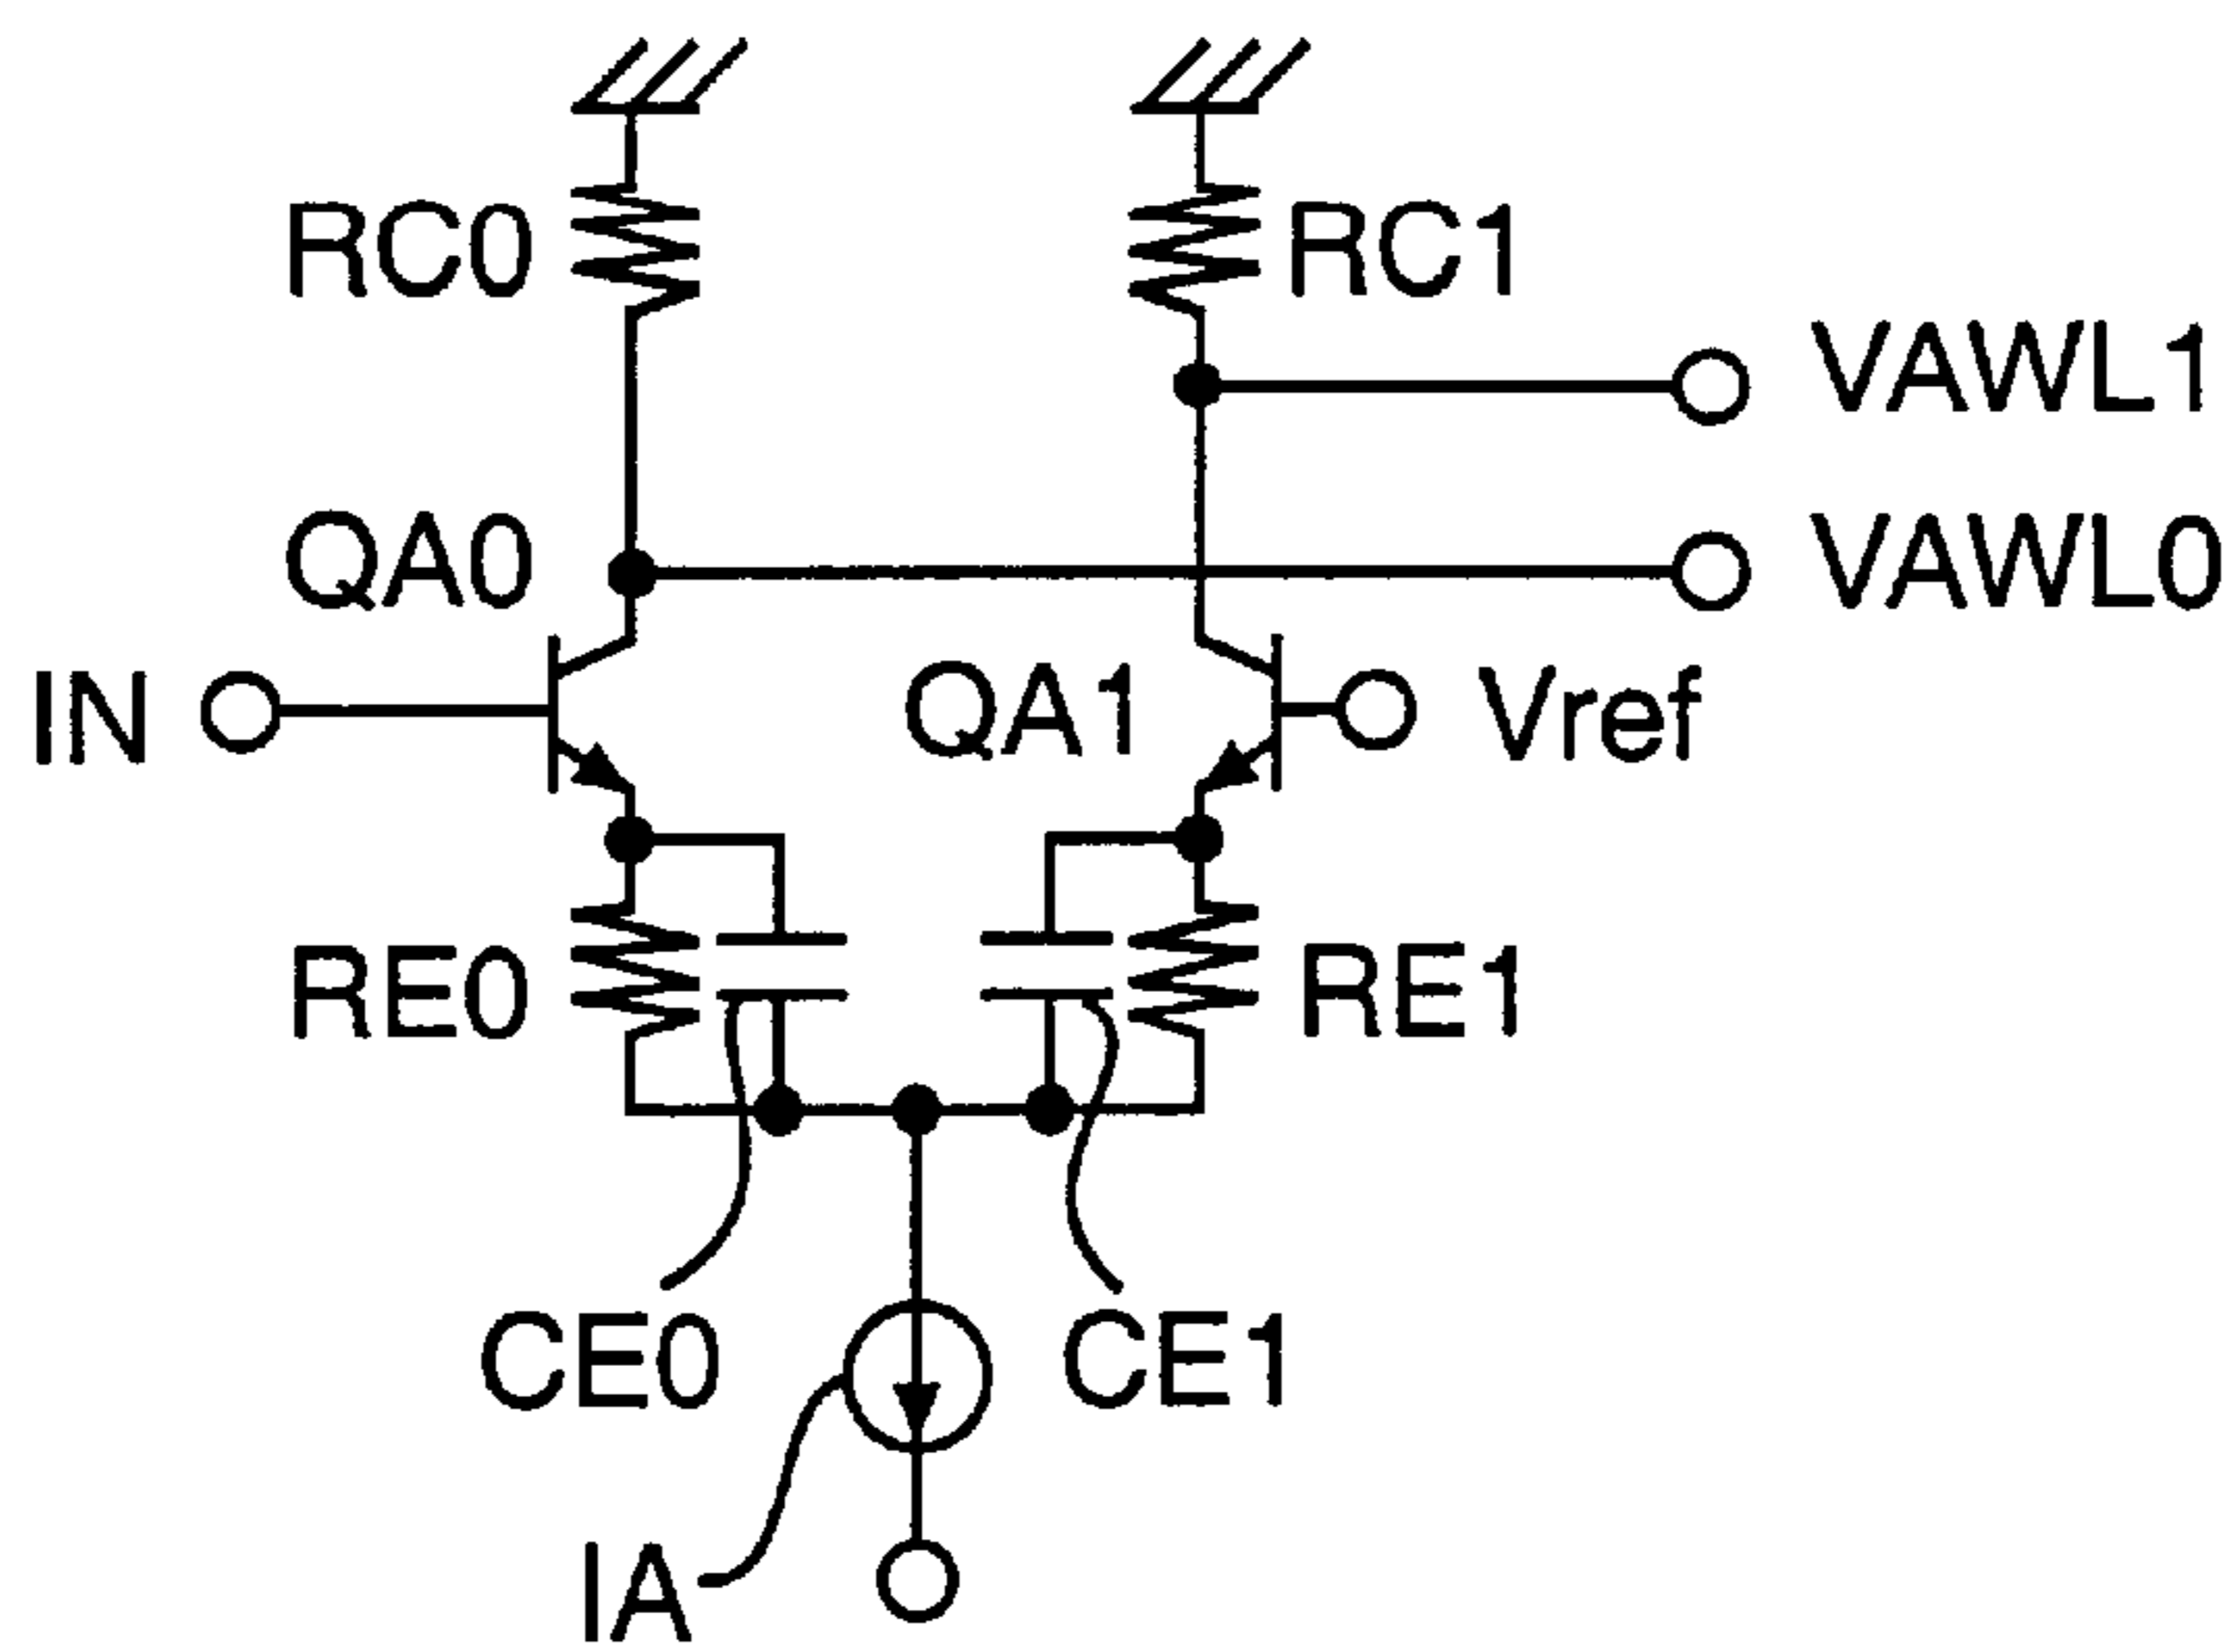 RC0
RC1
VAWL1
QA0
VAWL0
IN
QA1
Vref
RE0
RE1
CE0
CE1
IA